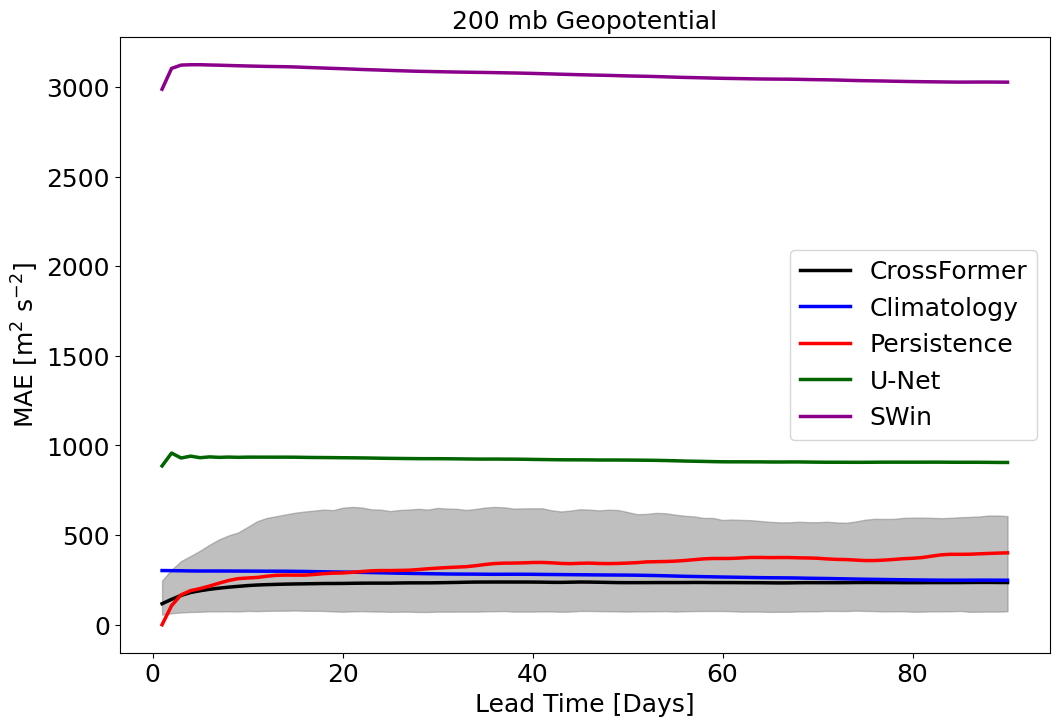 200 mb Geopotential
MAE [m² s⁻²]
3000
2500
2000
1500
1000
500
0
CrossFormer
Climatology
Persistence
U-Net
SWin
0 20 40 60 80
Lead Time [Days]